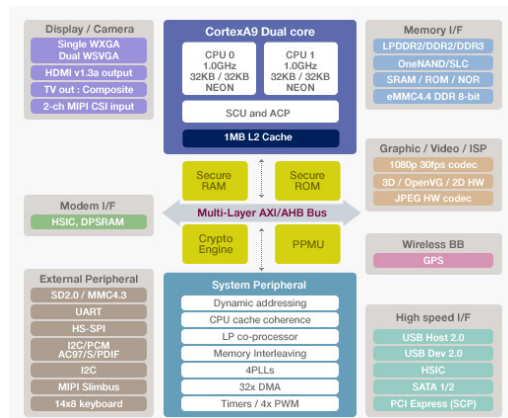 Display / Camera
Single WXGA
Dual WSVGA
HDMI v1.3a output
TV out : Composite
2-ch MIPI CSI input
Modem I/F
HSIC, DPSRAM
External Peripheral
SD2.0 / MMC4.3
UART
HS-SPI
I2C/PCM
AC97/S/PDIF
I2C
MIPI Slimbus
14x8 keyboard
CortexA9 Dual core
CPU 0
1.0GHz
32KB / 32KB
NEON
CPU 1
1.0GHz
32KB / 32KB
NEON
SCU and ACP
1MB L2 Cache
Secure
RAM
Secure
ROM
Multi-Layer AXI/AHB Bus
Crypto
Engine
PPMU
System Peripheral
Dynamic addressing
CPU cache coherence
LP co-processor
Memory Interleaving
4PLLs
32x DMA
Timers / 4x PWM
Memory I/F
LPDDR2/DDR2/DDR3
OneNAND/SLC
SRAM / ROM / NOR
eMMC4.4 DDR 8-bit
Graphic / Video / ISP
1080p 30fps codec
3D / OpenVG / 2D HW
JPEG HW codec
Wireless BB
GPS
High speed I/F
USB Host 2.0
USB Dev 2.0
HSIC
SATA 1/2
PCI Express (SCP)